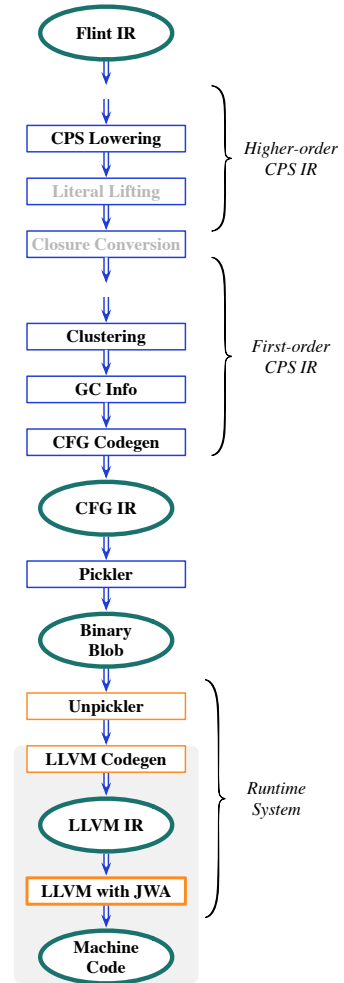 Flint IR
CPS Lowering
Higher-order
CPS IR
Literal Lifting
Closure Conversion
Clustering
First-order
CPS IR
GC Info
CFG Codegen
CFG IR
Pickler
Binary
Blob
Unpickler
LLVM Codegen
Runtime
System
LLVM IR
LLVM with JWA
Machine
Code